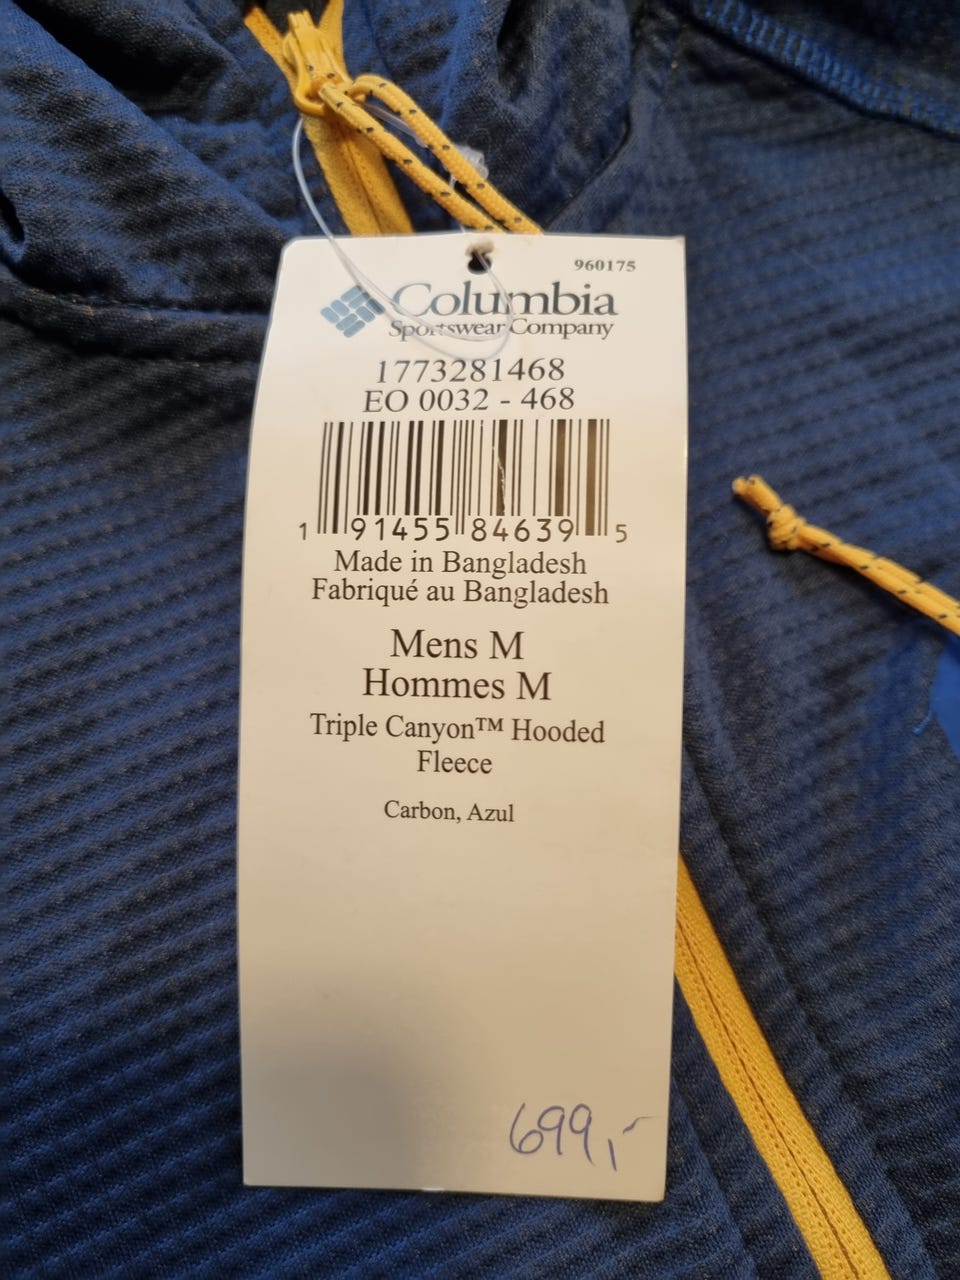 960175
Columbia
Sportswear Company
1773281468
EO 0032 - 468
1 91455 84639 5
Made in Bangladesh
Fabriqué au Bangladesh
Mens M
Hommes M
Triple Canyon™ Hooded
Fleece
Carbon, Azul
699,-